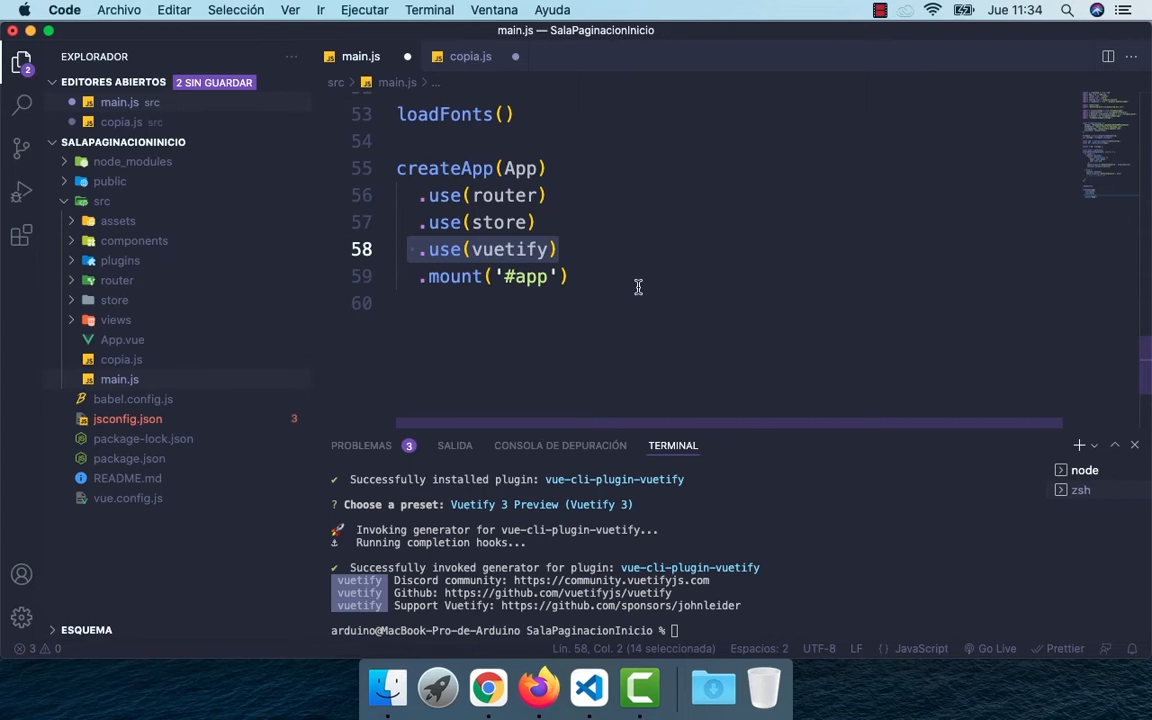 Code Archivo Editar Selección Ver Ir Ejecutar Terminal Ventana Ayuda Jue 11:34
main.js — SalaPaginacionInicio
EXPLORADOR
EDITORES ABIERTOS 2 SIN GUARDAR
main.js src
copia.js src
SALAPAGINACIONINICIO
node_modules
public
src
assets
components
plugins
router
store
views
App.vue
copia.js
main.js
babel.config.js
jsconfig.json 3
package-lock.json
package.json
README.md
vue.config.js
ESQUEMA
2
main.js copia.js
src > main.js > ...
53 loadFonts()
54
55 createApp(App)
56 .use(router)
57 .use(store)
58 .use(vuetify)
59 .mount('#app')
60
PROBLEMAS 3 SALIDA CONSOLA DE DEPURACIÓN TERMINAL
✔ Successfully installed plugin: vue-cli-plugin-vuetify
? Choose a preset: Vuetify 3 Preview (Vuetify 3)
🚀 Invoking generator for vue-cli-plugin-vuetify...
⚓ Running completion hooks...
✔ Successfully invoked generator for plugin: vue-cli-plugin-vuetify
vuetify Discord community: https://community.vuetifyjs.com
vuetify Github: https://github.com/vuetifyjs/vuetify
vuetify Support Vuetify: https://github.com/sponsors/johnleider
arduino@MacBook-Pro-de-Arduino SalaPaginacionInicio %
node
zsh
3 0 Lín. 58, Col. 2 (14 seleccionada) Espacios: 2 UTF-8 LF {} JavaScript Go Live Prettier